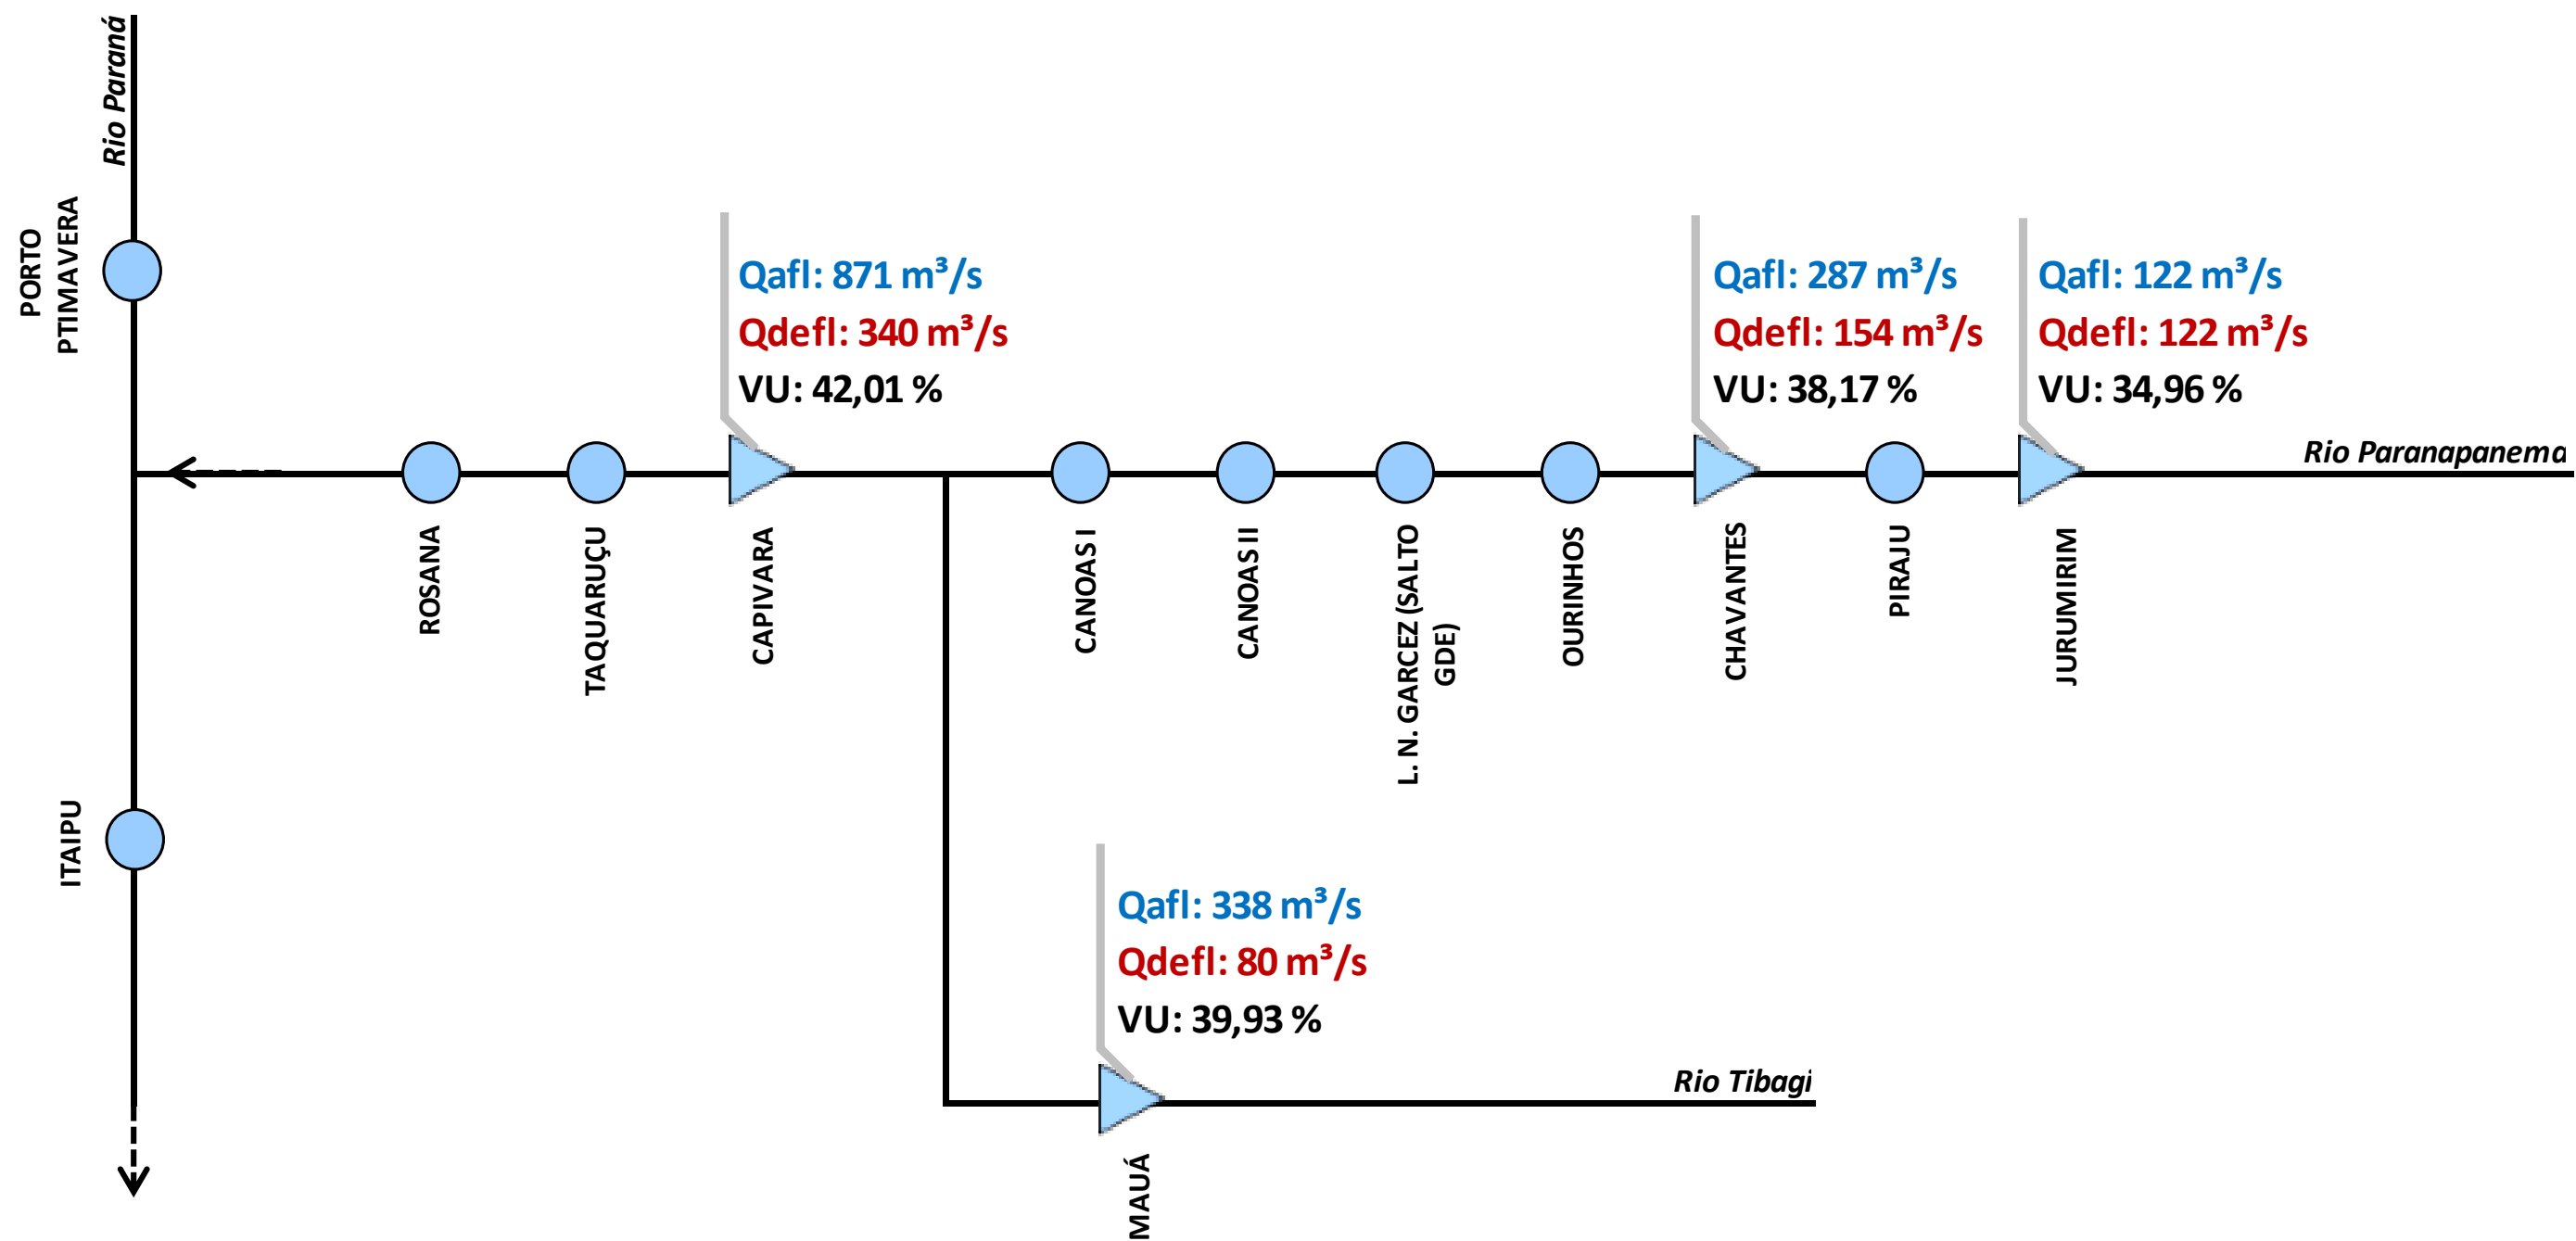 Rio Paraná
PORTO
PTIMAVERA
Qafl: 871 m³/s
Qdefl: 340 m³/s
VU: 42,01 %
Qafl: 287 m³/s
Qdefl: 154 m³/s
VU: 38,17 %
Qafl: 122 m³/s
Qdefl: 122 m³/s
VU: 34,96 %
Rio Paranapanema
ROSANA
TAQUARUÇU
CAPIVARA
CANOAS I
CANOAS II
L. N. GARCEZ (SALTO
GDE)
OURINHOS
CHAVANTES
PIRAJU
JURUMIRIM
ITAIPU
Qafl: 338 m³/s
Qdefl: 80 m³/s
VU: 39,93 %
Rio Tibagi
MAUÁ